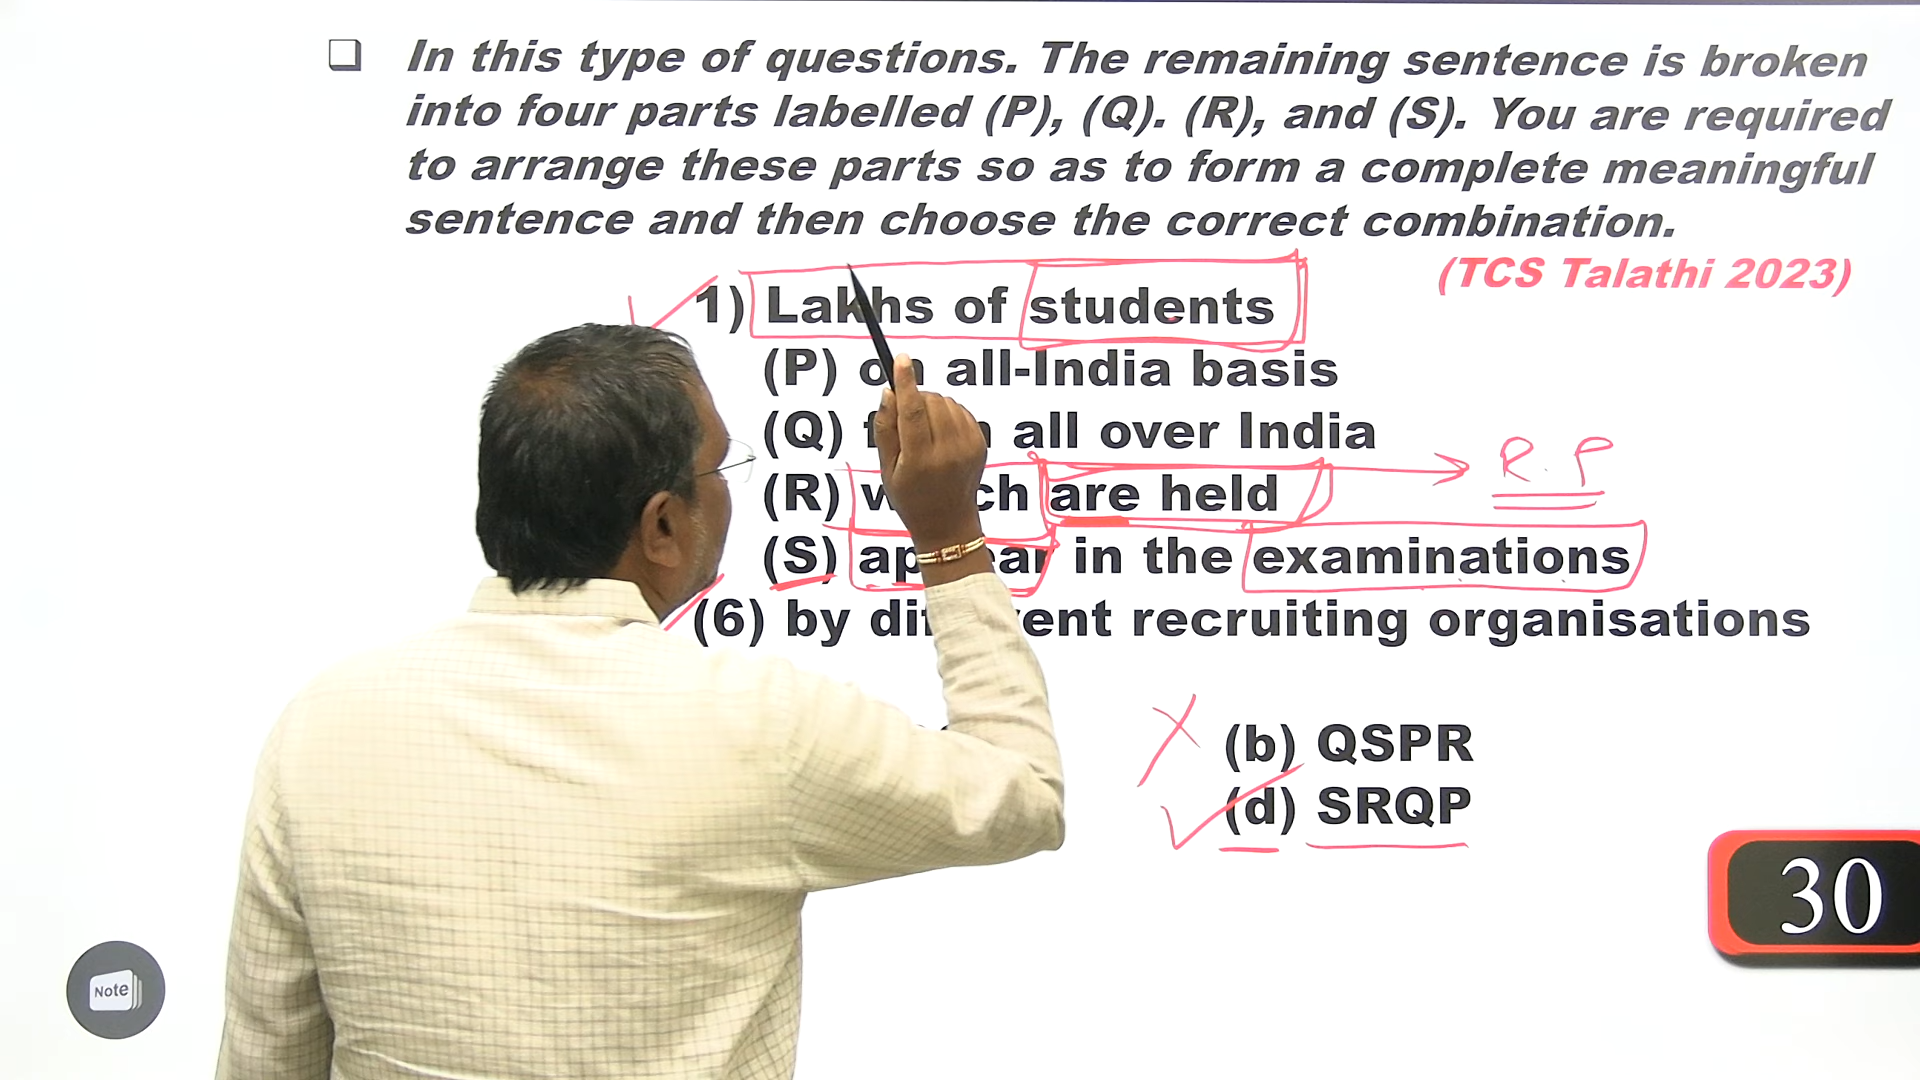 ❑ In this type of questions. The remaining sentence is broken
into four parts labelled (P), (Q). (R), and (S). You are required
to arrange these parts so as to form a complete meaningful
sentence and then choose the correct combination.
(TCS Talathi 2023)
1) Lakhs of students
(P) on all-India basis
(Q) all over India
(R) are held
R. P
(S) appear in the examinations
(6) by different recruiting organisations
(b) QSPR
(d) SRQP
30
Note